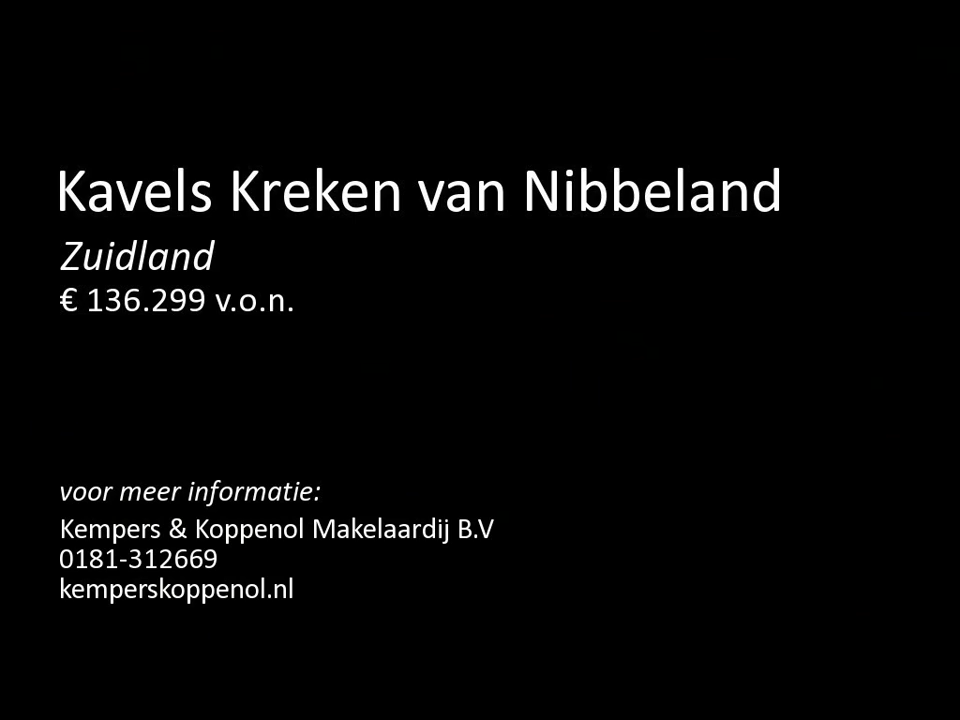 Kavels Kreken van Nibbeland
Zuidland
€ 136.299 v.o.n.
voor meer informatie:
Kempers & Koppenol Makelaardij B.V
0181-312669
kemperskoppenol.nl